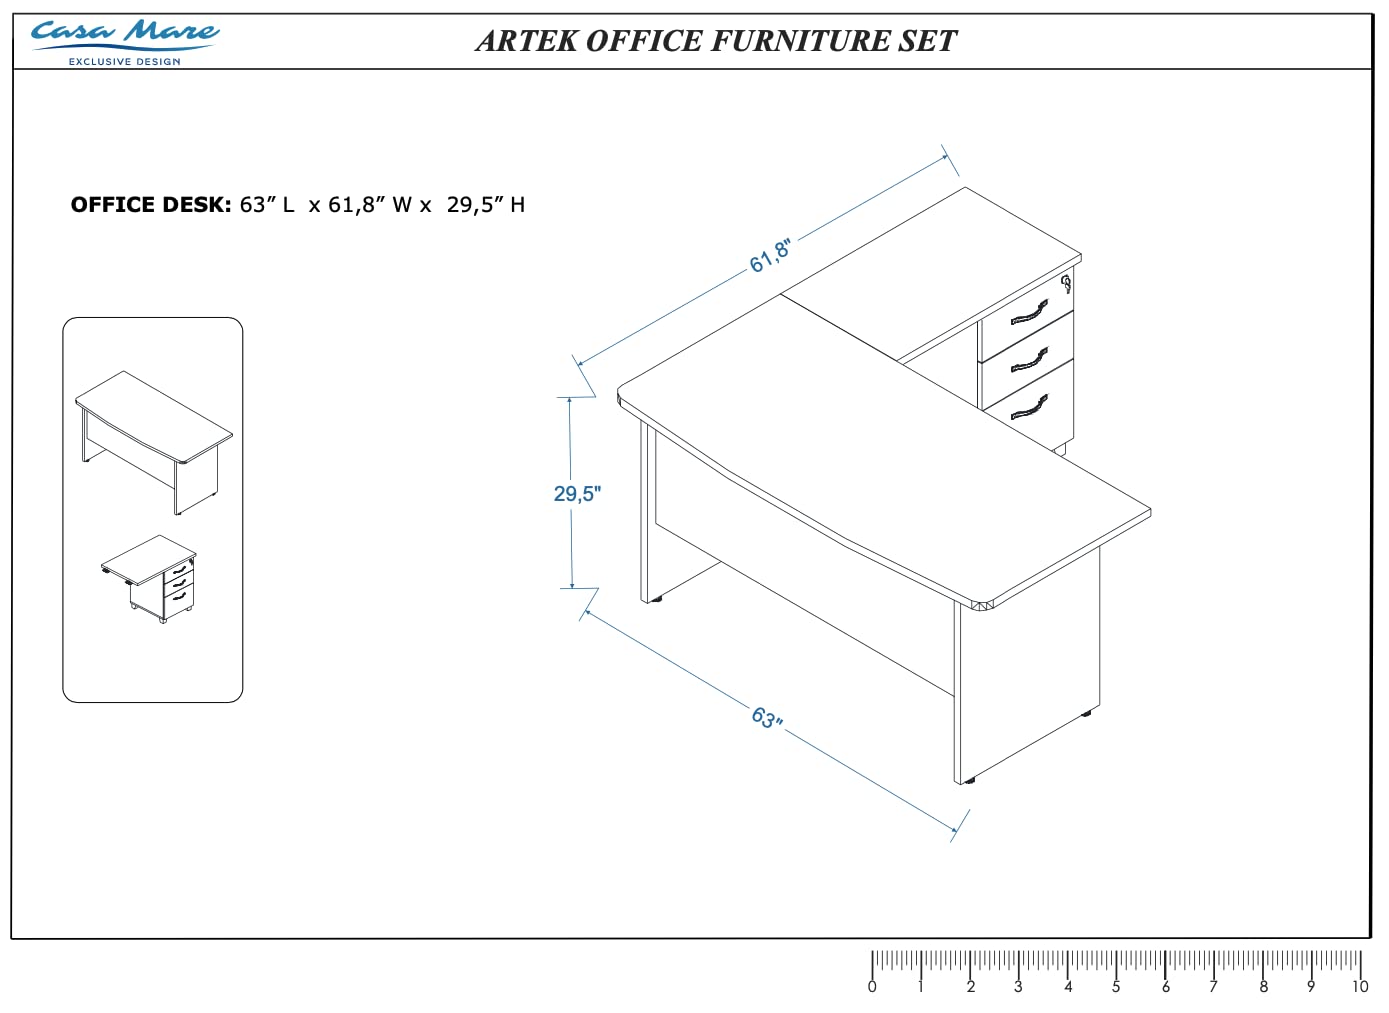 Casa Mare
EXCLUSIVE DESIGN
ARTEK OFFICE FURNITURE SET
OFFICE DESK: 63” L x 61,8” W x 29,5” H
61,8"
29,5"
63"
0 1 2 3 4 5 6 7 8 9 10